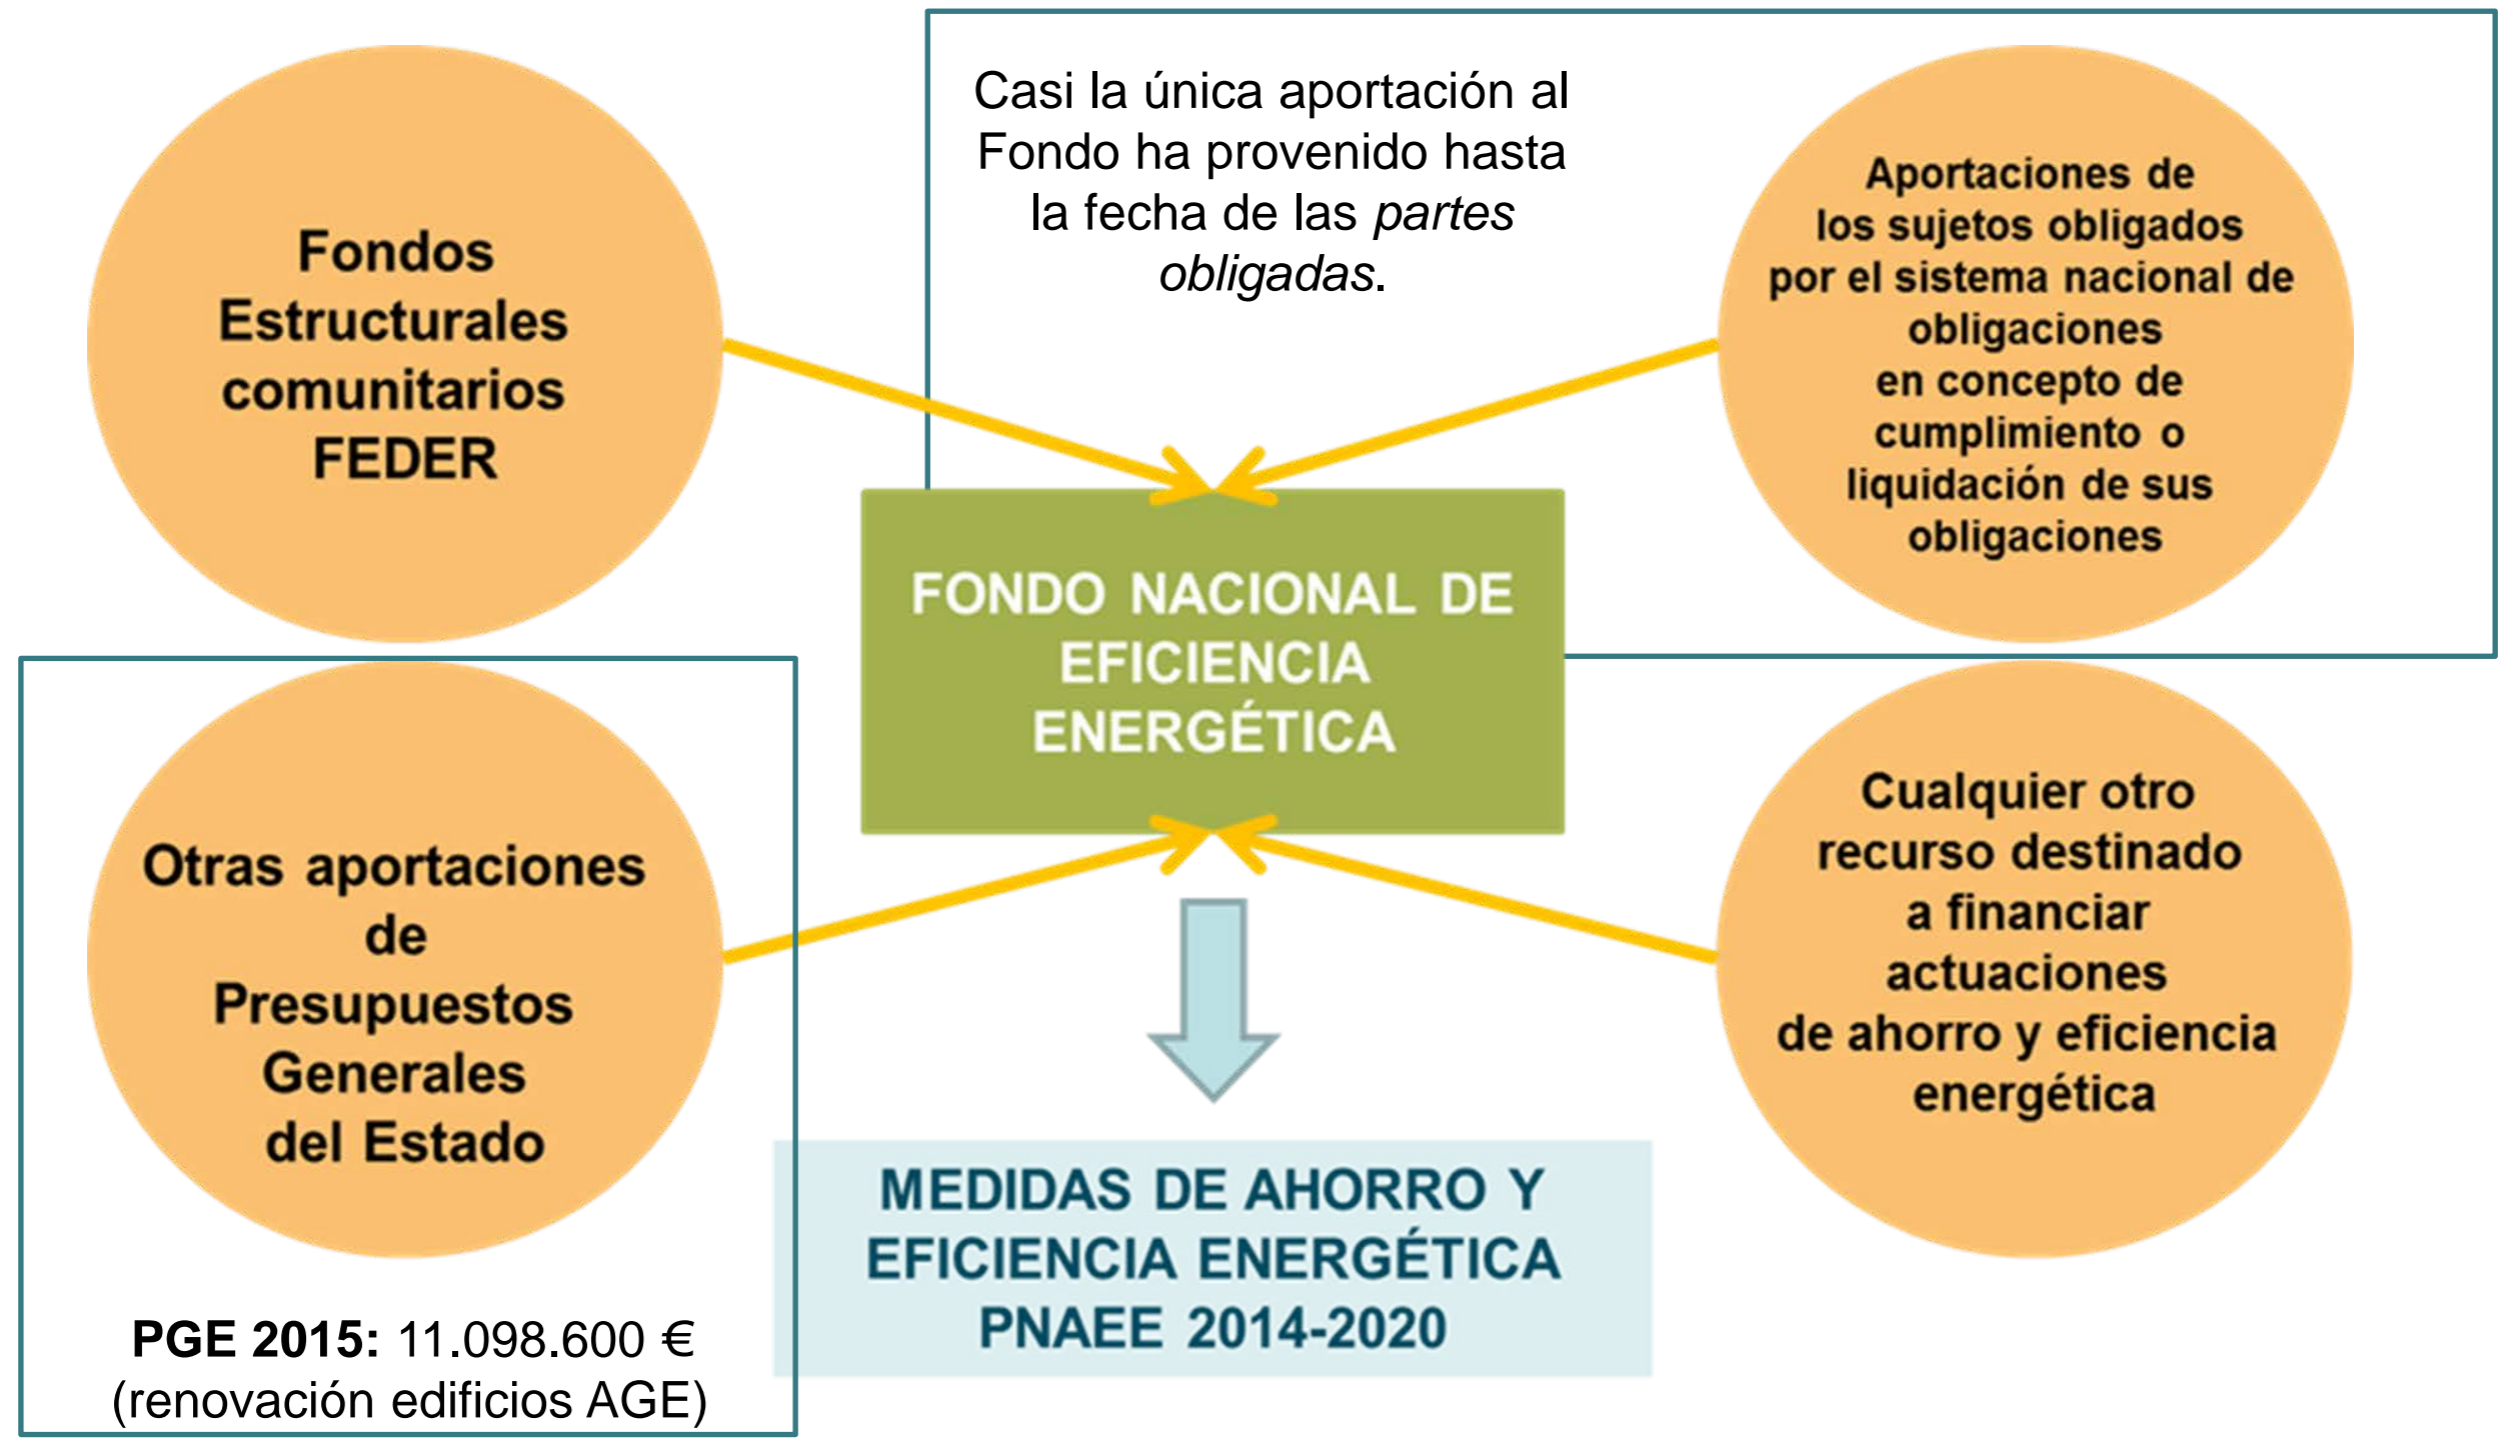 Fondos
Estructurales
comunitarios
FEDER
Casi la única aportación al
Fondo ha provenido hasta
la fecha de las partes
obligadas.
Aportaciones de
los sujetos obligados
por el sistema nacional de
obligaciones
en concepto de
cumplimiento o
liquidación de sus
obligaciones
FONDO NACIONAL DE
EFICIENCIA
ENERGÉTICA
Otras aportaciones
de
Presupuestos
Generales
del Estado
PGE 2015: 11.098.600 €
(renovación edificios AGE)
Cualquier otro
recurso destinado
a financiar
actuaciones
de ahorro y eficiencia
energética
MEDIDAS DE AHORRO Y
EFICIENCIA ENERGÉTICA
PNAEE 2014-2020